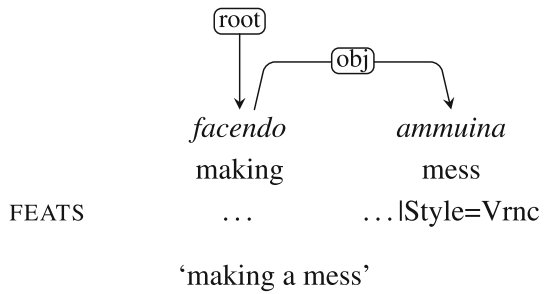 root
obj
facendo ammuina
making mess
FEATS ... ...|Style=Vrnc
‘making a mess’